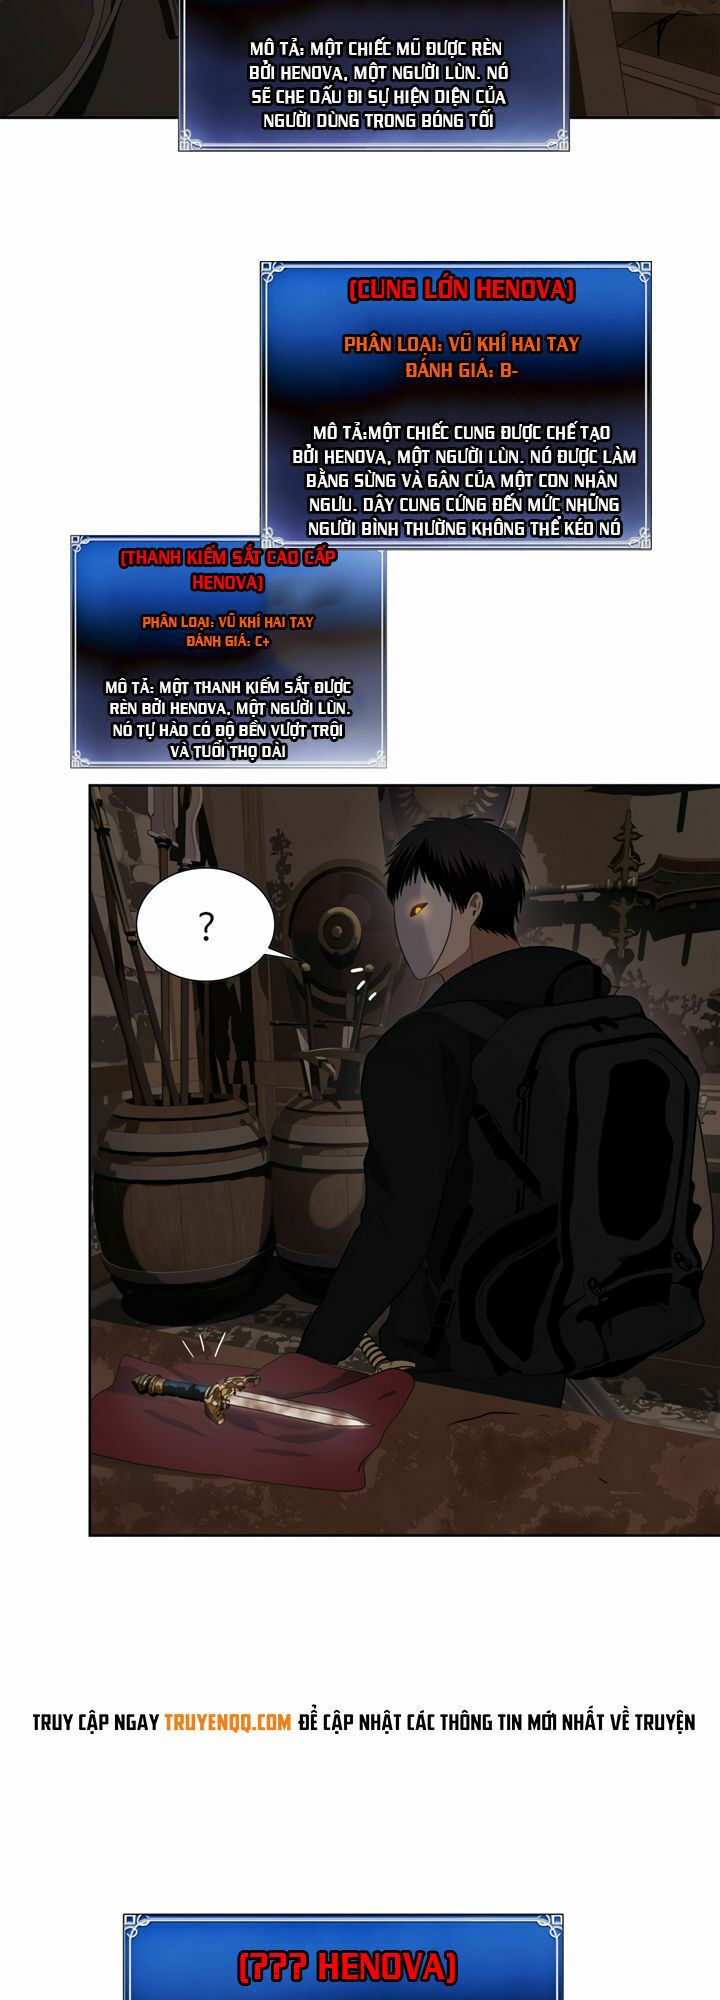 MÔ TẢ: MỘT CHIẾC MŨ ĐƯỢC RÈN
BỞI HENOVA, MỘT NGƯỜI LÙN. NÓ
SẼ CHE DẤU ĐI SỰ HIỆN DIỆN CỦA
NGƯỜI DÙNG TRONG BÓNG TỐI
(CUNG LỚN HENOVA)
PHÂN LOẠI: VŨ KHÍ HAI TAY
ĐÁNH GIÁ: B-
MÔ TẢ:MỘT CHIẾC CUNG ĐƯỢC CHẾ TẠO
BỞI HENOVA, MỘT NGƯỜI LÙN. NÓ ĐƯỢC LÀM
BẰNG SỪNG VÀ GÂN CỦA MỘT CON NHÂN
NGƯU. DÂY CUNG CỨNG ĐẾN MỨC NHỮNG
NGƯỜI BÌNH THƯỜNG KHÔNG THỂ KÉO NÓ
(THANH KIẾM SẮT CAO CẤP
HENOVA)
PHÂN LOẠI: VŨ KHÍ HAI TAY
ĐÁNH GIÁ: C+
MÔ TẢ: MỘT THANH KIẾM SẮT ĐƯỢC
RÈN BỞI HENOVA, MỘT NGƯỜI LÙN.
NÓ TỰ HÀO CÓ ĐỘ BỀN VƯỢT TRỘI
VÀ TUỔI THỌ DÀI
?
TRUY CẬP NGAY TRUYENQQ.COM ĐỂ CẬP NHẬT CÁC THÔNG TIN MỚI NHẤT VỀ TRUYỆN
(??? HENOVA)